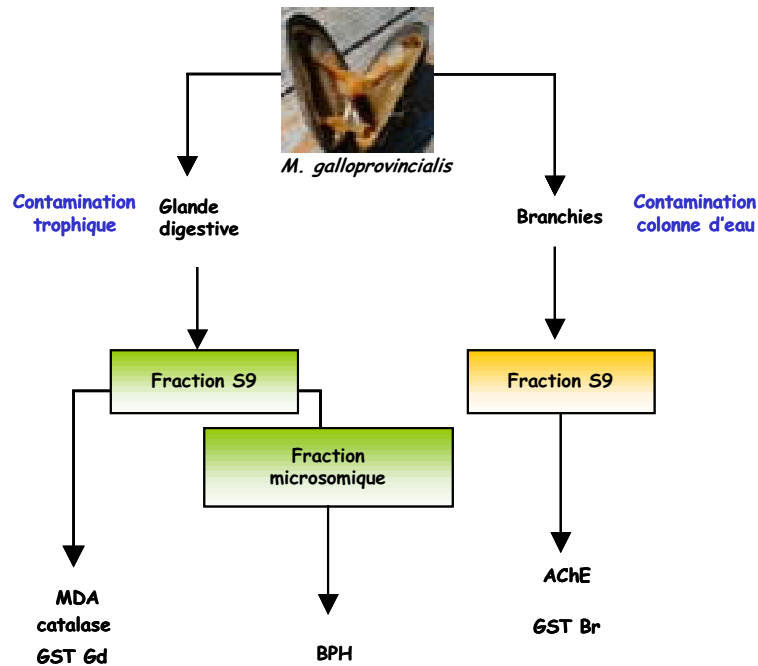 M. galloprovincialis
Contamination
trophique
Glande
digestive
Branchies
Contamination
colonne d'eau
Fraction S9
Fraction S9
Fraction
microsomique
MDA
catalase
GST Gd
BPH
AChE
GST Br